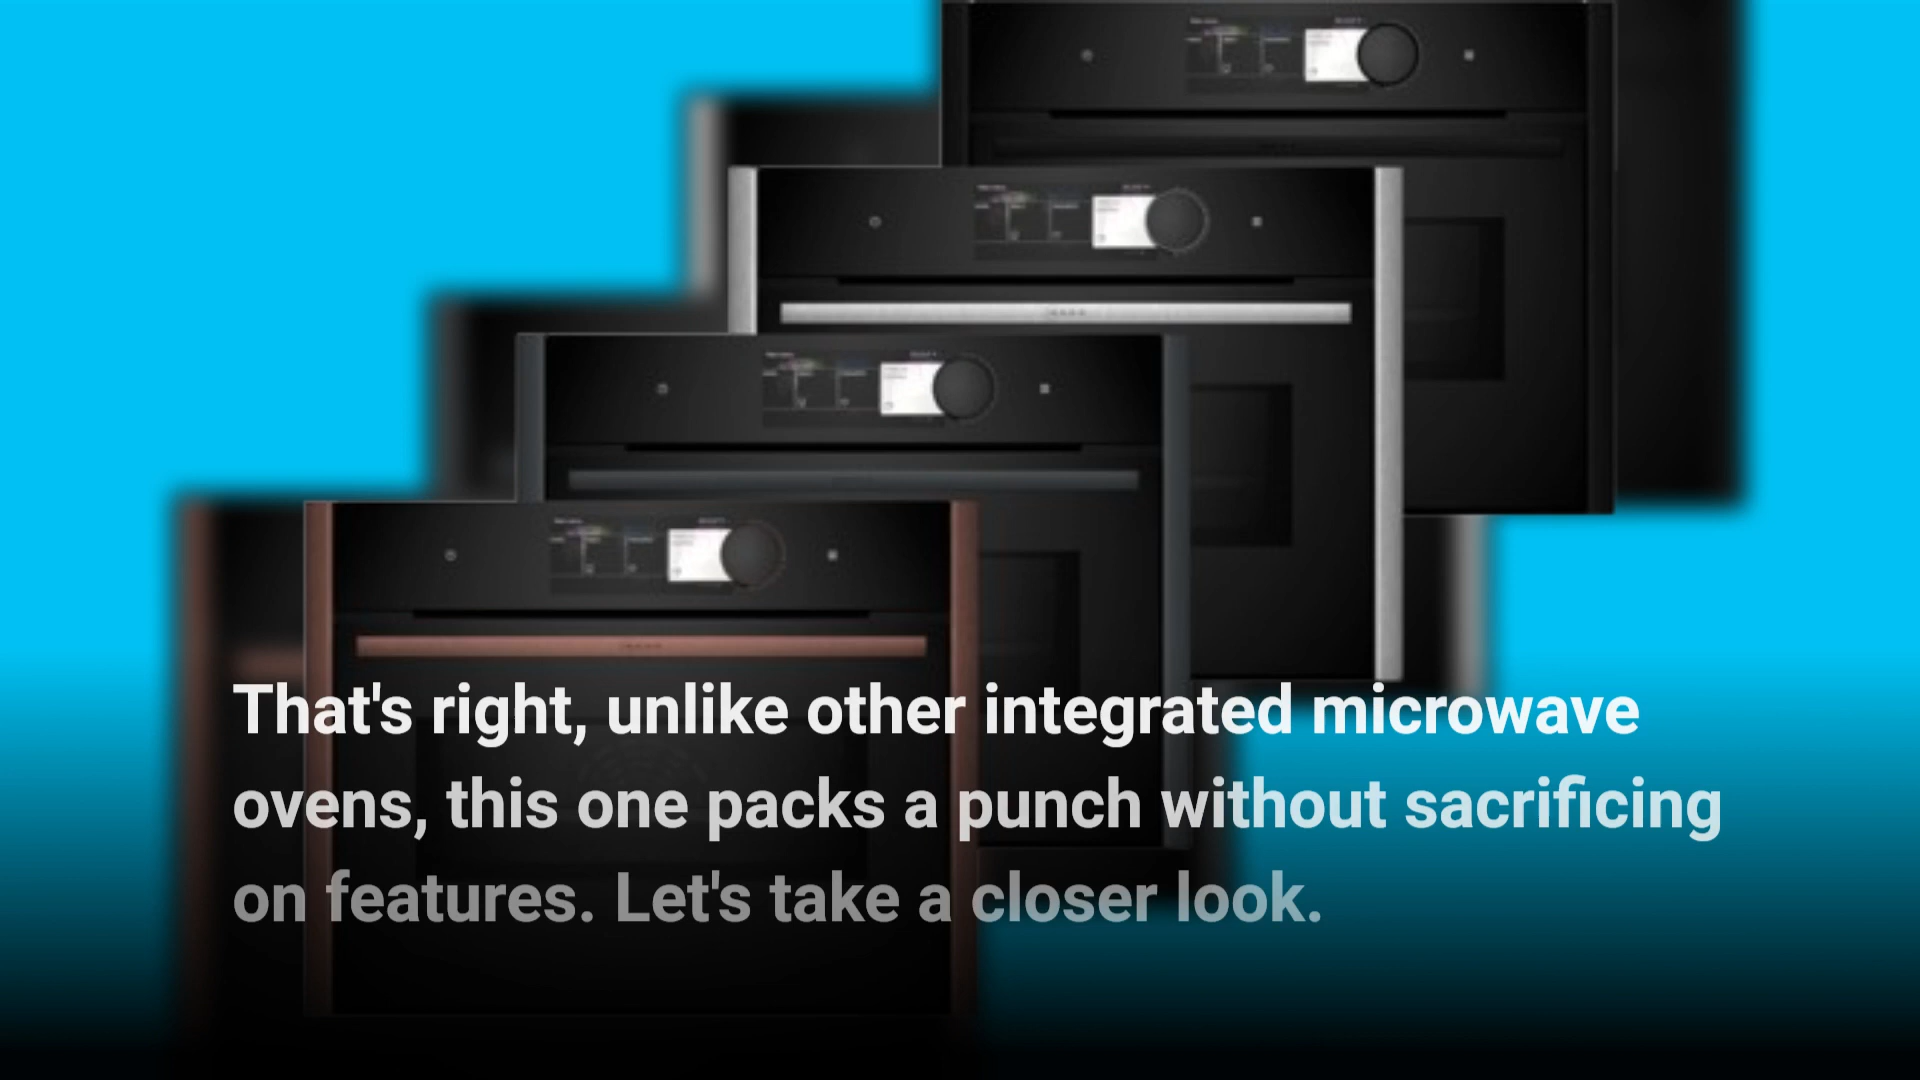 That's right, unlike other integrated microwave
ovens, this one packs a punch without sacrificing
on features. Let's take a closer look.